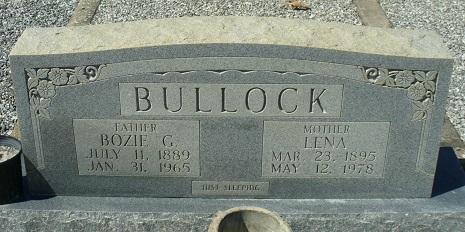 BULLOCK
FATHER
BOZIE G.
JULY 11, 1889
JAN. 31, 1965
MOTHER
LENA
MAR. 23, 1895
MAY 12, 1978
JUST SLEEPING